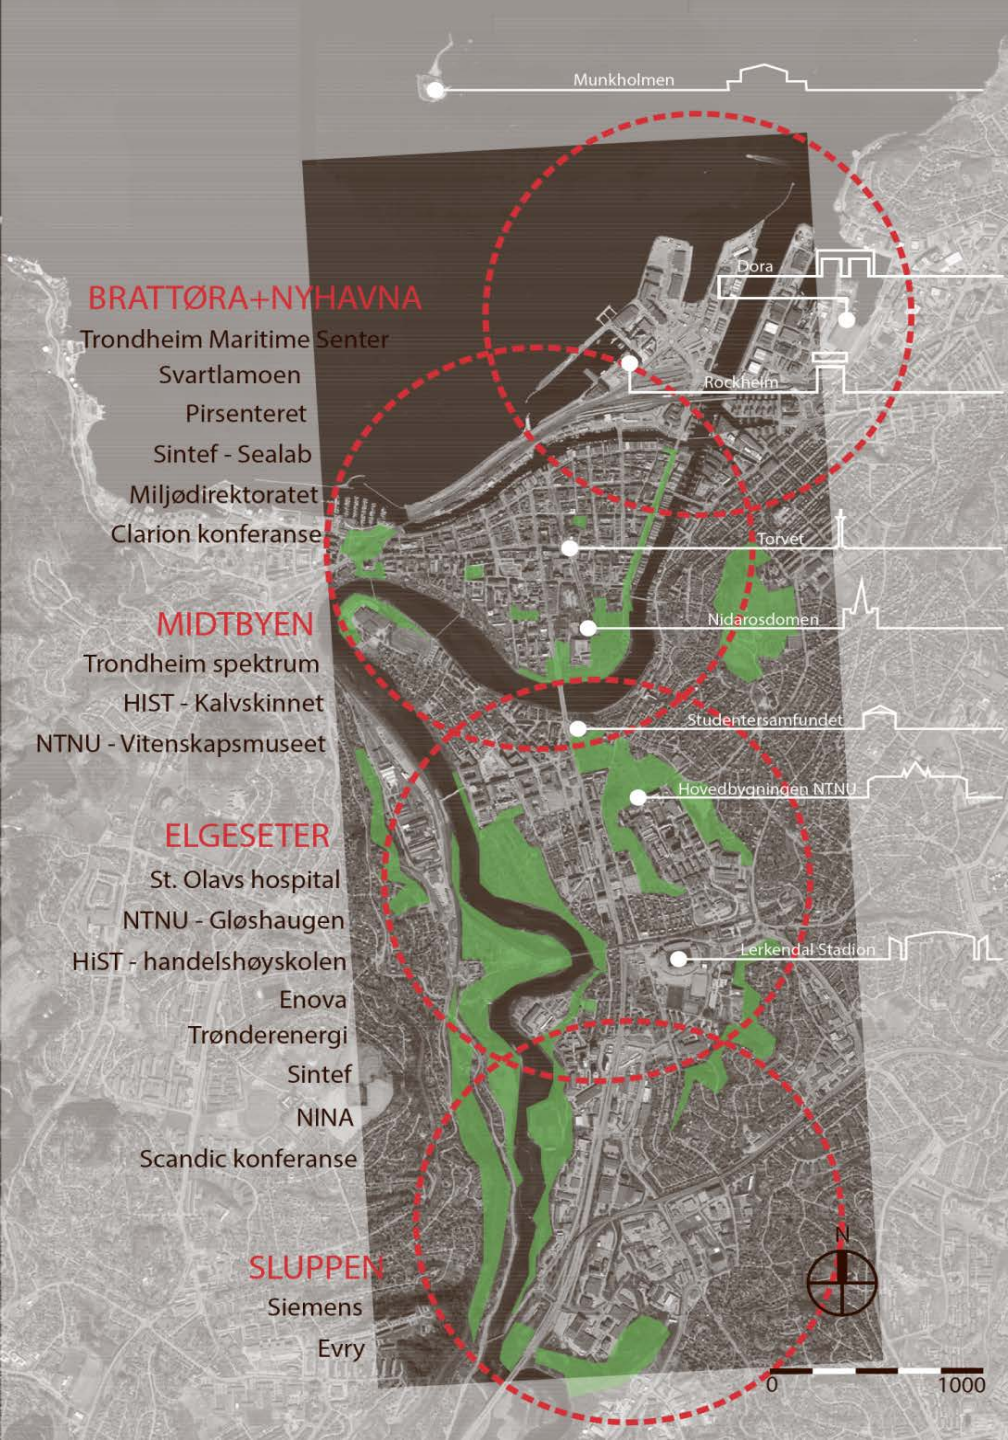 Munkholmen
Dora
BRATTØRA+NYHAVNA
Trondheim Maritime Senter
Svartlamoen
Rockheim
Pirsenteret
Sintef - Sealab
Miljødirektoratet
Clarion konferanse
Torvet
MIDTBYEN
Nidarosdomen
Trondheim spektrum
HIST - Kalvskinnet
NTNU - Vitenskapsmuseet
Studentersamfundet
Hovedbygningen NTNU
ELGESETER
St. Olavs hospital
NTNU - Gløshaugen
HiST - handelshøyskolen
Lerkendal Stadion
Enova
Trønderenergi
Sintef
NINA
Scandic konferanse
N
SLUPPEN
Siemens
Evry
0 1000